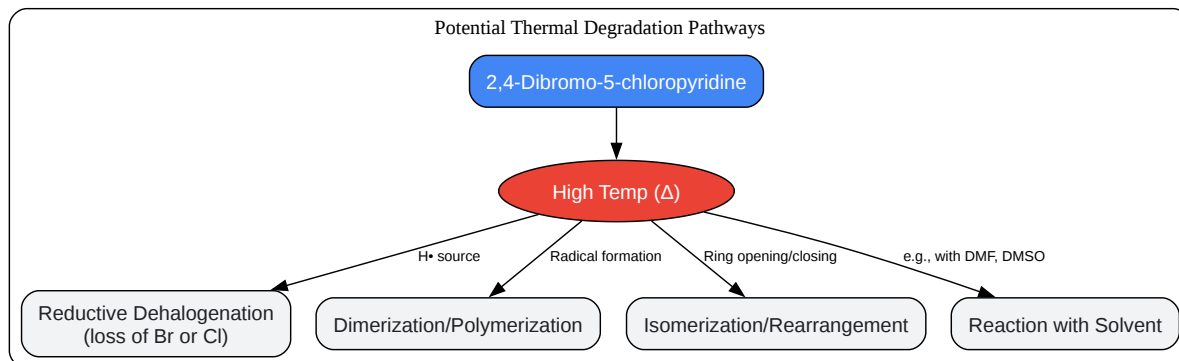 Potential Thermal Degradation Pathways
2,4-Dibromo-5-chloropyridine
High Temp (Δ)
H• source
Radical formation
Ring opening/closing
e.g., with DMF, DMSO
Reductive Dehalogenation
(loss of Br or Cl)
Dimerization/Polymerization
Isomerization/Rearrangement
Reaction with Solvent